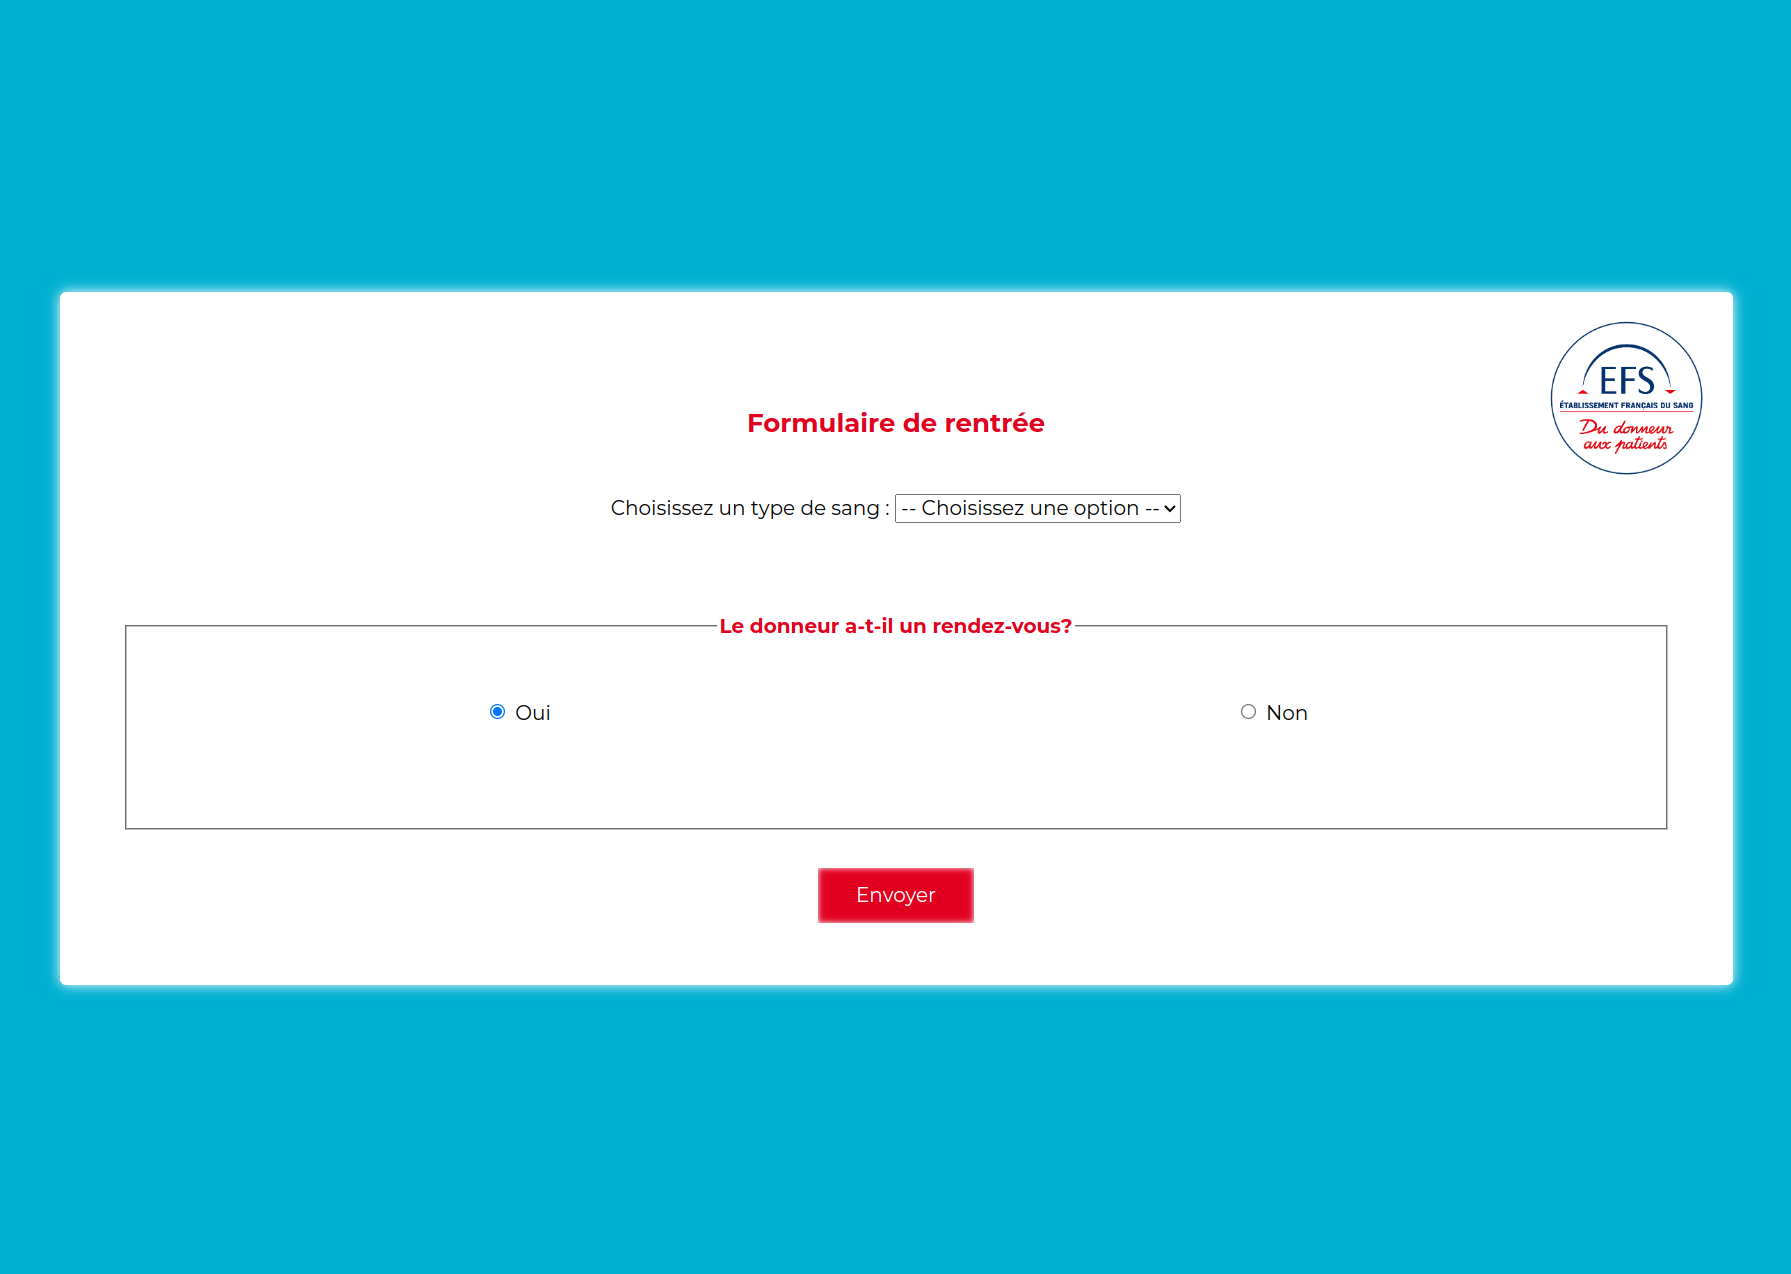 EFS
ÉTABLISSEMENT FRANÇAIS DU SANG
Du donneur
aux patients
Formulaire de rentrée
Choisissez un type de sang : -- Choisissez une option --
Le donneur a-t-il un rendez-vous?
Oui Non
Envoyer